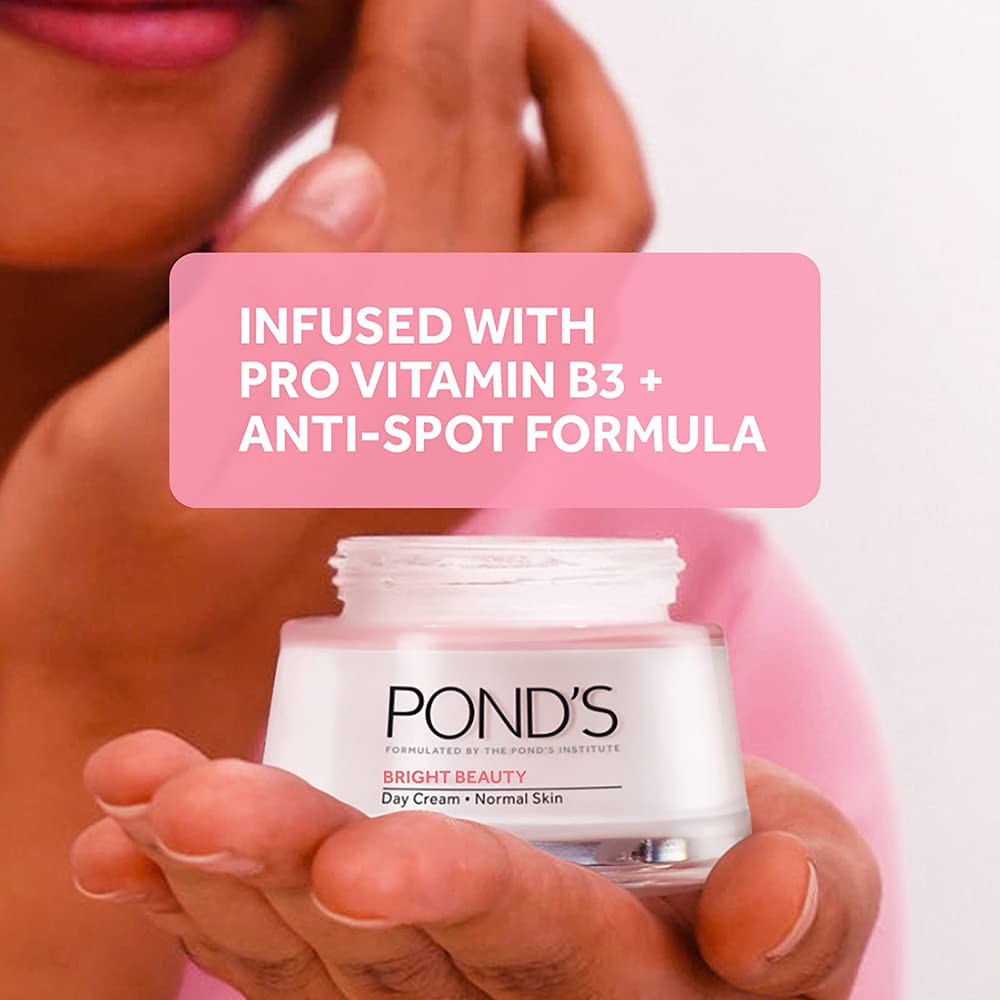 INFUSED WITH
PRO VITAMIN B3 +
ANTI-SPOT FORMULA
POND'S
FORMULATED BY THE POND'S INSTITUTE
BRIGHT BEAUTY
Day Cream • Normal Skin